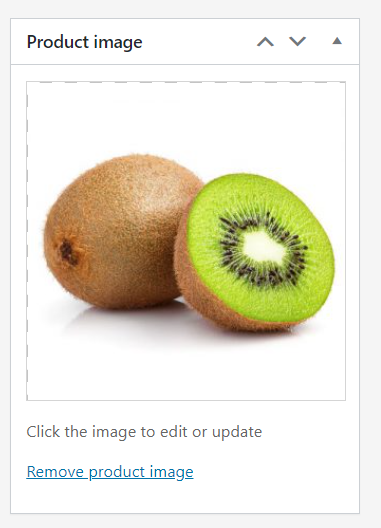 Product image
Click the image to edit or update
Remove product image